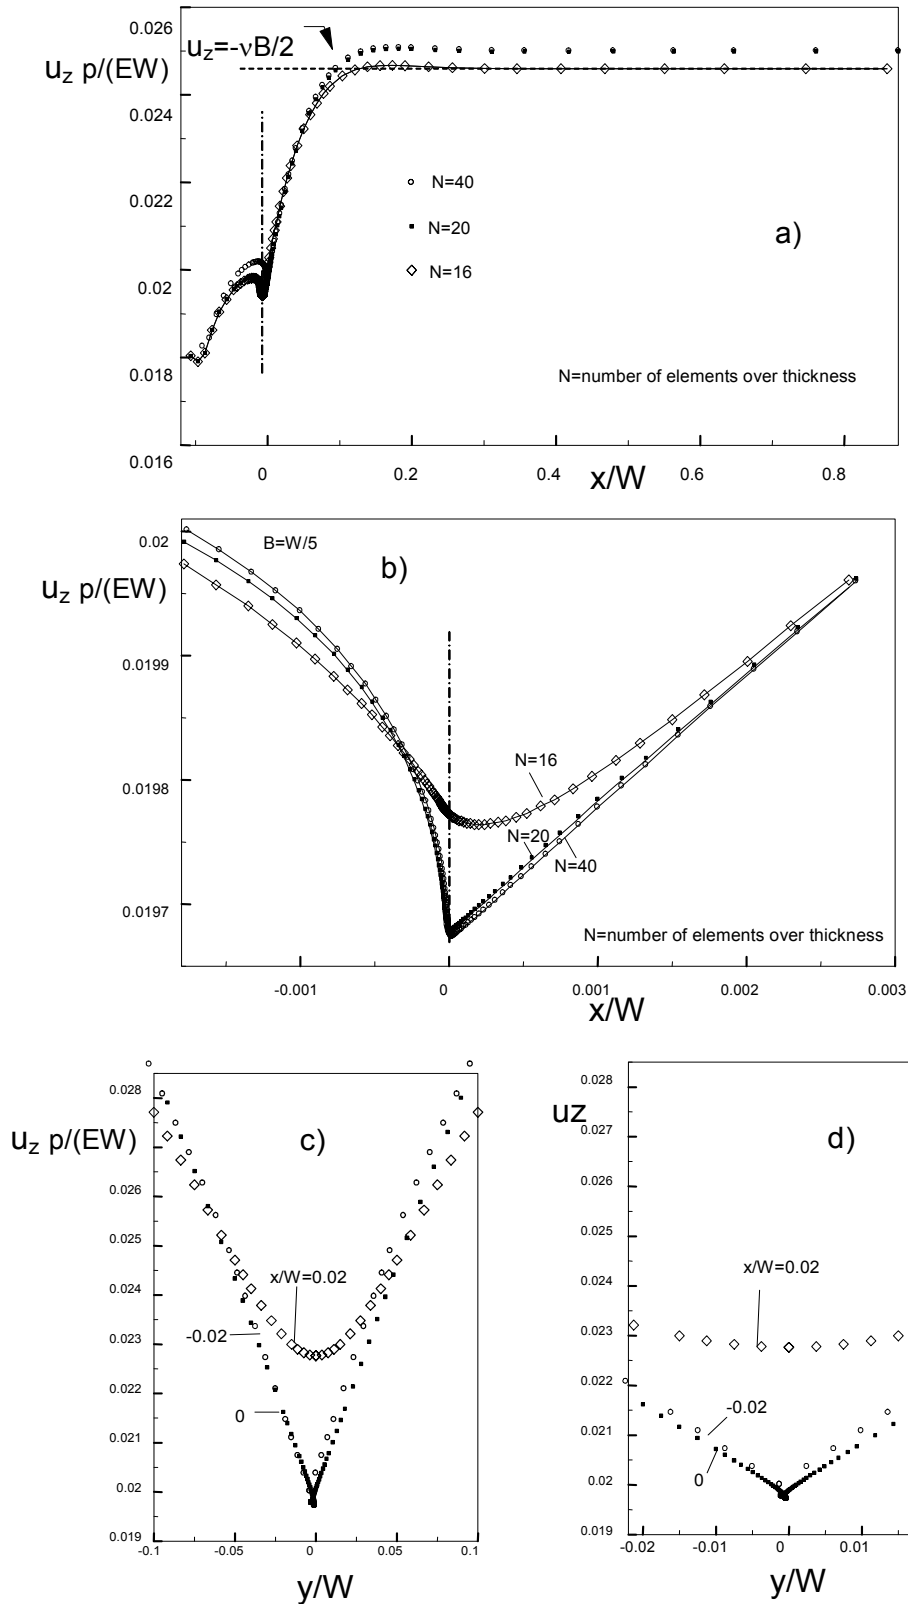 0.026
u_z=-νB/2
u_z p/(EW)
0.024
0.022
N=40
N=20
a)
0.02
N=16
0.018
N=number of elements over thickness
0.016
0 0.2 0.4 0.6 0.8
x/W
0.02
B=W/5
b)
u_z p/(EW)
0.0199
0.0198
N=16
N=20
N=40
0.0197
N=number of elements over thickness
-0.001 0 0.001 0.002 0.003
x/W
0.028
u_z p/(EW)
c)
0.027
0.026
0.025
0.024
x/W=0.02
-0.02
0.023
0.022
0
0.021
0.02
0.019
-0.1 -0.05 0 0.05 0.1
y/W
0.028
uz
d)
0.027
0.026
0.025
0.024
x/W=0.02
0.023
0.022
-0.02
0.021
0
0.02
0.019
-0.02 -0.01 0 0.01
y/W